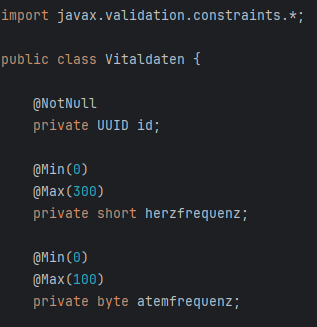 import javax.validation.constraints.*;
public class Vitaldaten {
@NotNull
private UUID id;
@Min(0)
@Max(300)
private short herzfrequenz;
@Min(0)
@Max(100)
private byte atemfrequenz;